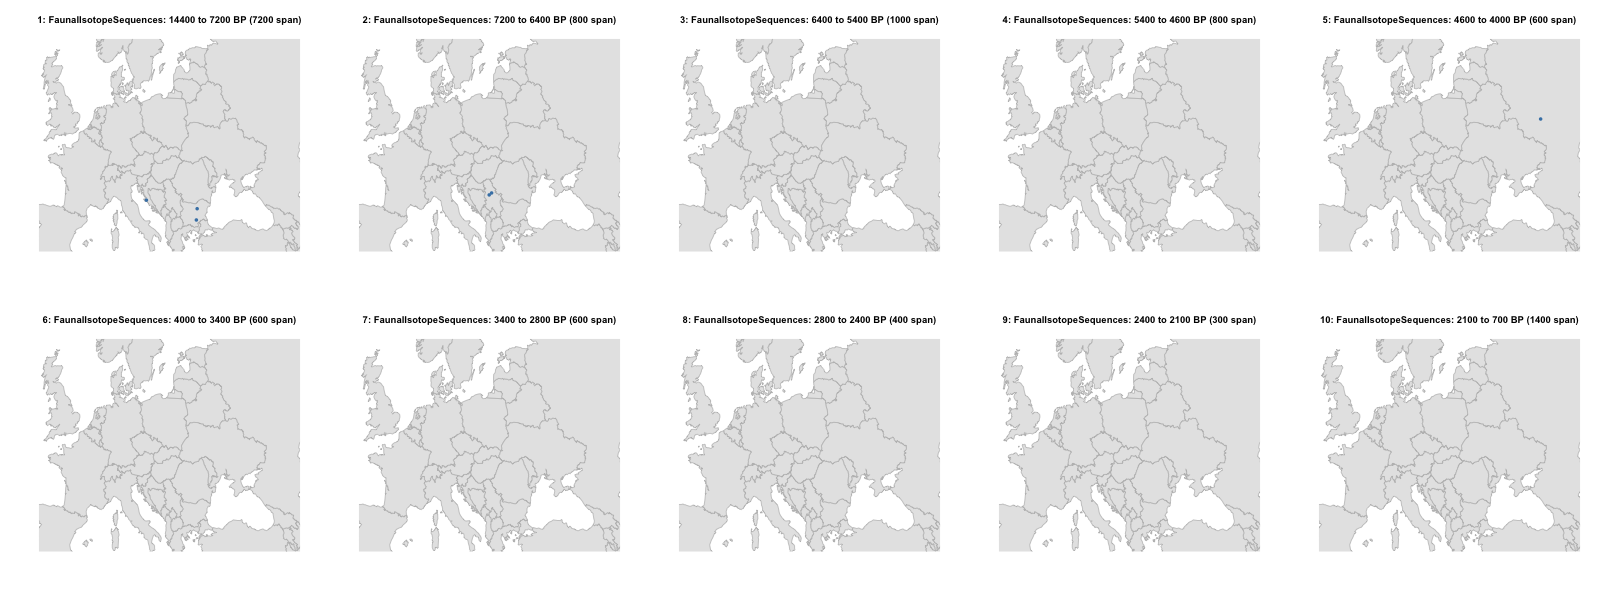 1: FaunalIsotopeSequences: 14400 to 7200 BP (7200 span)
2: FaunalIsotopeSequences: 7200 to 6400 BP (800 span)
3: FaunalIsotopeSequences: 6400 to 5400 BP (1000 span)
4: FaunalIsotopeSequences: 5400 to 4600 BP (800 span)
5: FaunalIsotopeSequences: 4600 to 4000 BP (600 span)
6: FaunalIsotopeSequences: 4000 to 3400 BP (600 span)
7: FaunalIsotopeSequences: 3400 to 2800 BP (600 span)
8: FaunalIsotopeSequences: 2800 to 2400 BP (400 span)
9: FaunalIsotopeSequences: 2400 to 2100 BP (300 span)
10: FaunalIsotopeSequences: 2100 to 700 BP (1400 span)